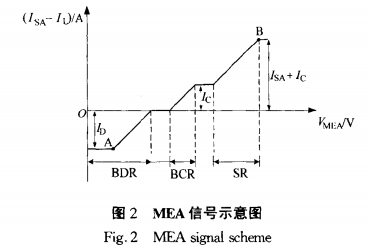 (I_SA − I_L)/A
B
I_SA + I_C
I_C
O
V_MEA/V
I_D
A
BDR
BCR
SR
图 2 MEA 信号示意图
Fig. 2 MEA signal scheme